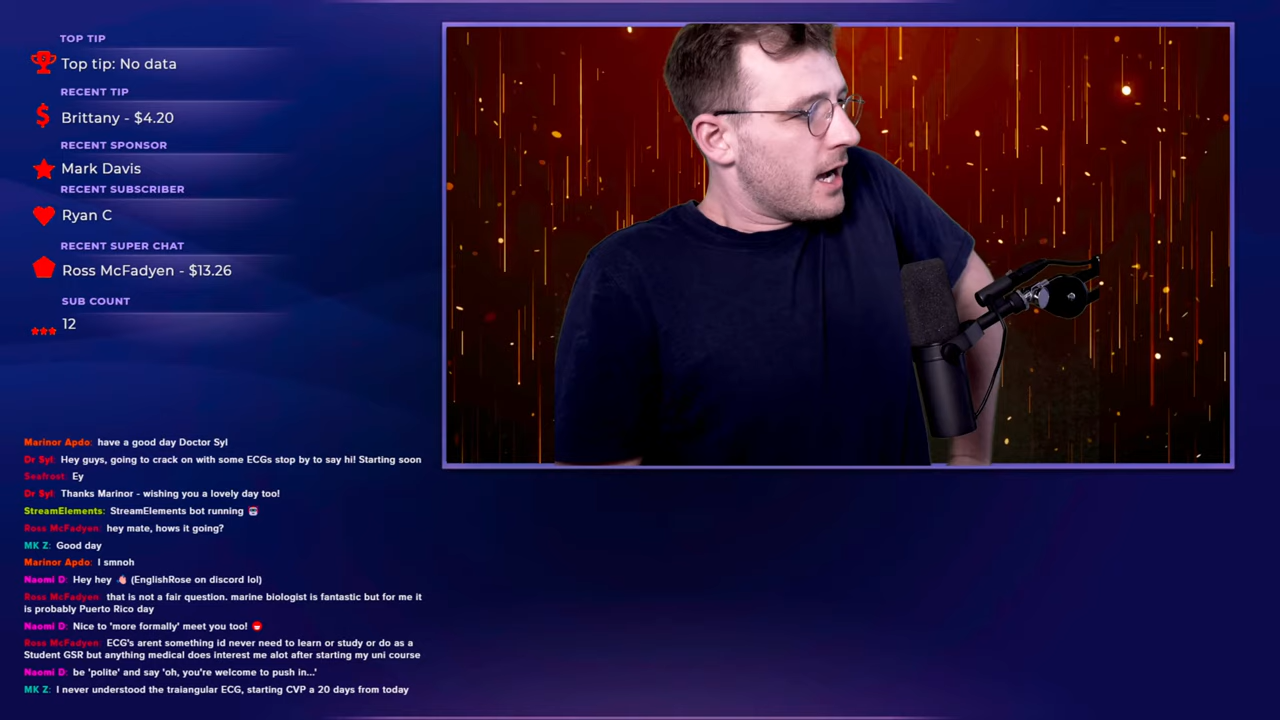 TOP TIP
Top tip: No data
RECENT TIP
Brittany - $4.20
RECENT SPONSOR
Mark Davis
RECENT SUBSCRIBER
Ryan C
RECENT SUPER CHAT
Ross McFadyen - $13.26
SUB COUNT
12
Marinor Apdo: have a good day Doctor Syl
Dr Syl: Hey guys, going to crack on with some ECGs stop by to say hi! Starting soon
Seafrost: Ey
Dr Syl: Thanks Marinor - wishing you a lovely day too!
StreamElements: StreamElements bot running
Ross McFadyen: hey mate, hows it going?
MK Z: Good day
Marinor Apdo: I smnoh
Naomi D: Hey hey (EnglishRose on discord lol)
Ross McFadyen: that is not a fair question. marine biologist is fantastic but for me it
is probably Puerto Rico day
Naomi D: Nice to 'more formally' meet you too!
Ross McFadyen: ECG's arent something id never need to learn or study or do as a
Student GSR but anything medical does interest me alot after starting my uni course
Naomi D: be 'polite' and say 'oh, you're welcome to push in...'
MK Z: I never understood the traiangular ECG, starting CVP a 20 days from today